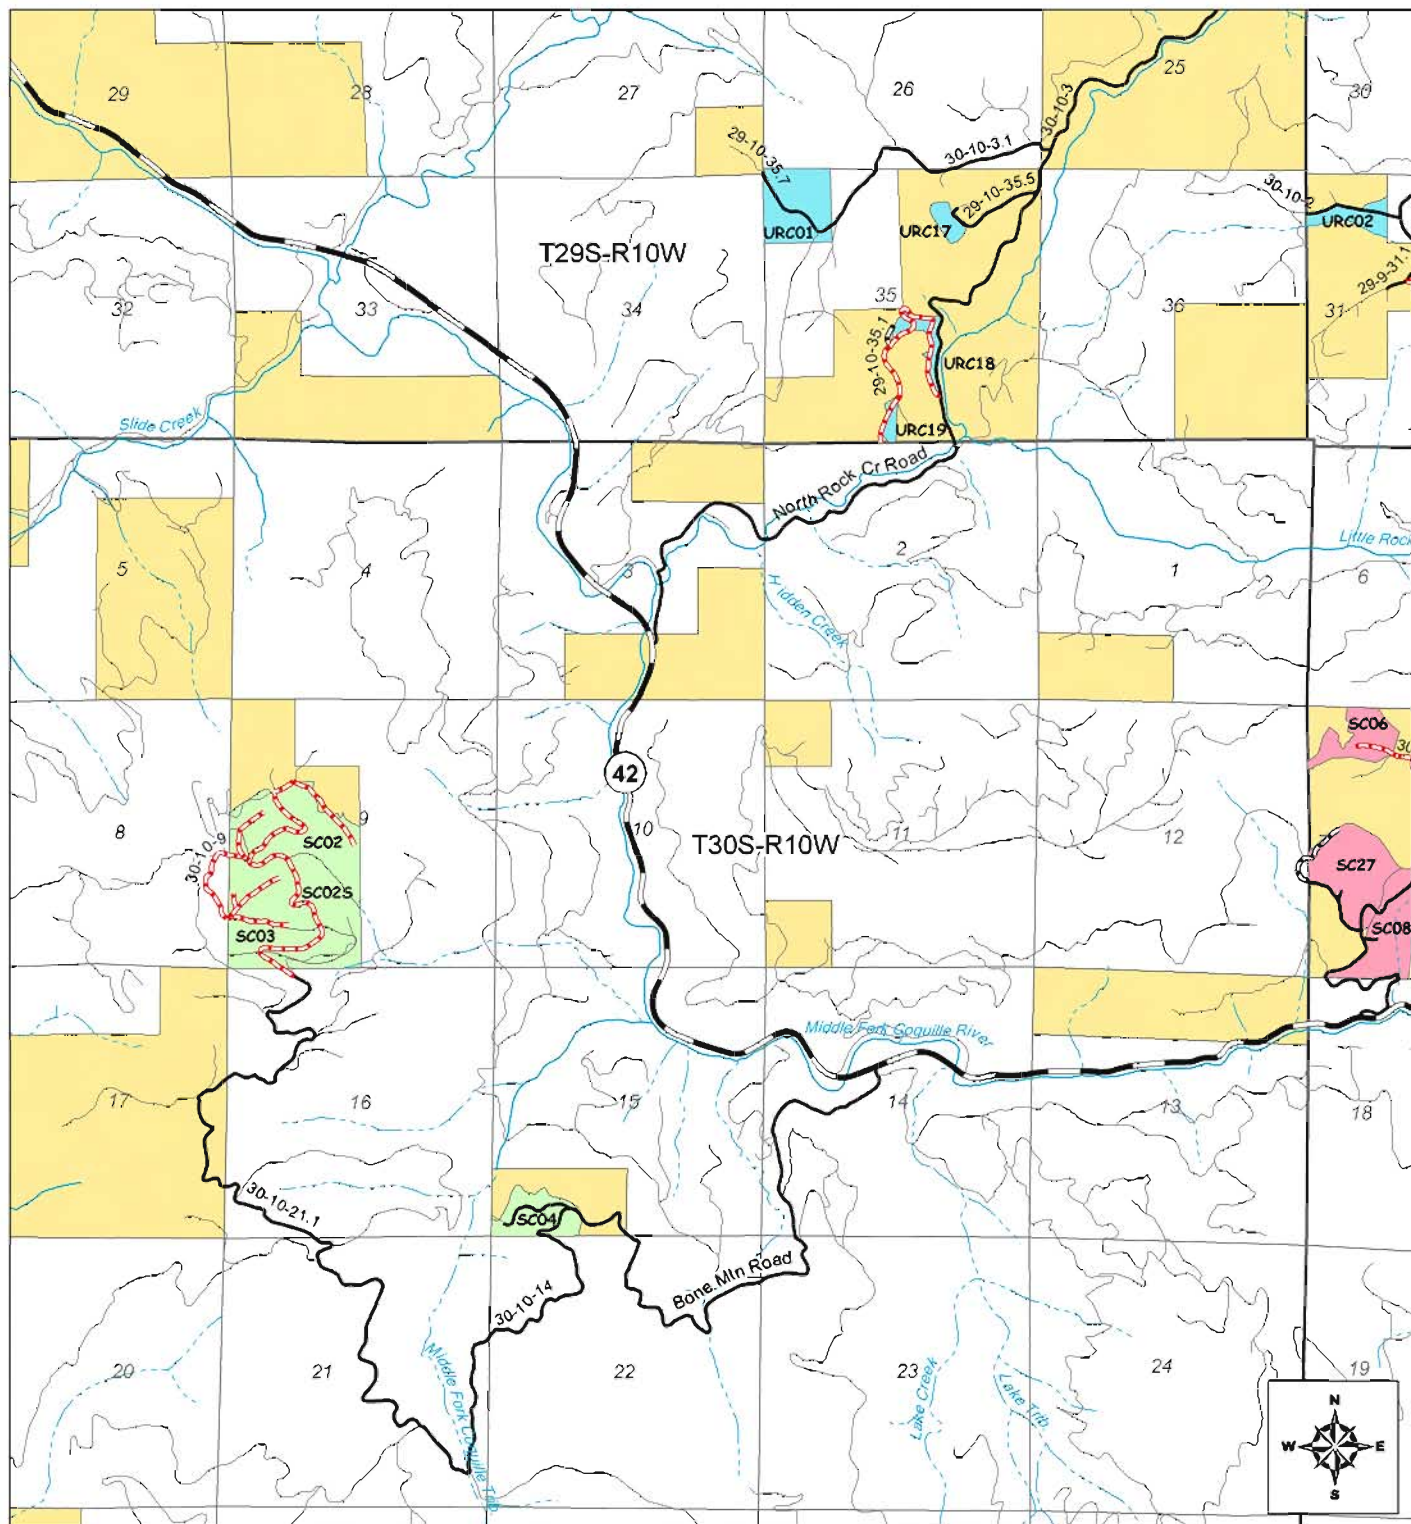 29
28
27
26
25
30
30-10-3
30-10-3.1
29-10-35.7
29-10-35.5
30-10-2
URC01
URC17
URC02
T29S-R10W
29-9-31.1
32
33
34
35
36
31
29-10-35.1
URC18
Slide Creek
URC19
North Rock Cr Road
Little Rock
5
4
3
2
1
6
Hidden Creek
SC06
30
42
8
9
10
11
12
7
SC02
T30S-R10W
30-10-9
SC27
SC02S
SC03
SC08
Middle Fork Coquille River
17
16
15
14
13
18
30-10-21.1
SC04
Bone Mtn Road
30-10-14
20
21
22
23
24
19
Middle Fork Coquille Trib
Lake Creek
Lake Trib
N
W E
S